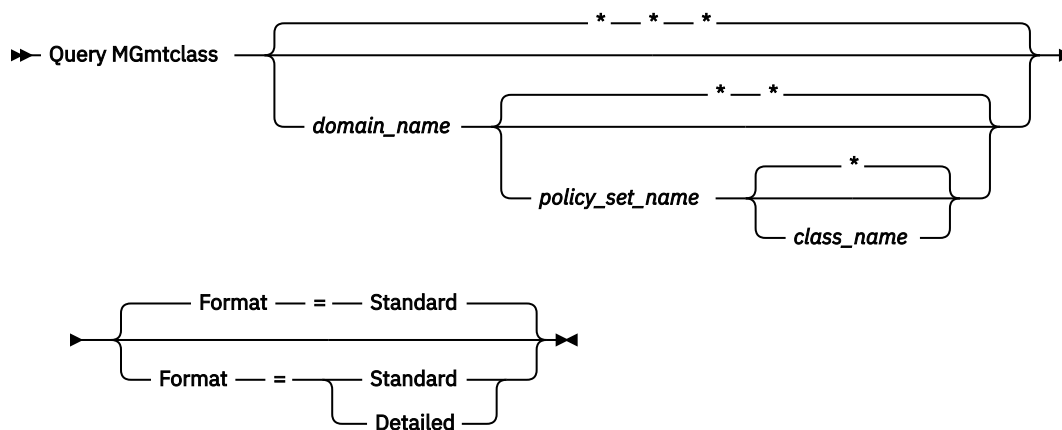 * * *
Query MGmtclass
* *
domain_name
*
policy_set_name
class_name
Format = Standard
Format = Standard
Detailed